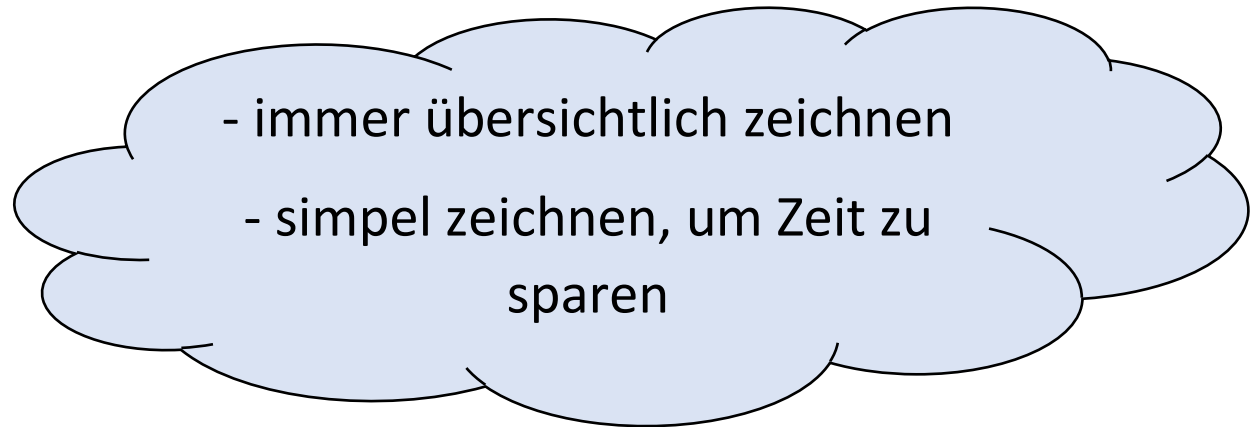 - immer übersichtlich zeichnen
- simpel zeichnen, um Zeit zu
sparen